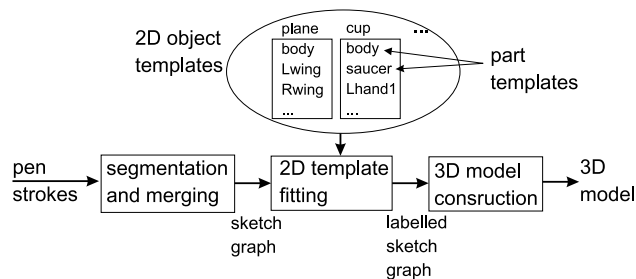 2D object
templates
plane
body
Lwing
Rwing
...
cup
body
saucer
Lhand1
...
...
part
templates
pen
strokes
segmentation
and merging
sketch
graph
2D template
fitting
labelled
sketch
graph
3D model
consruction
3D
model